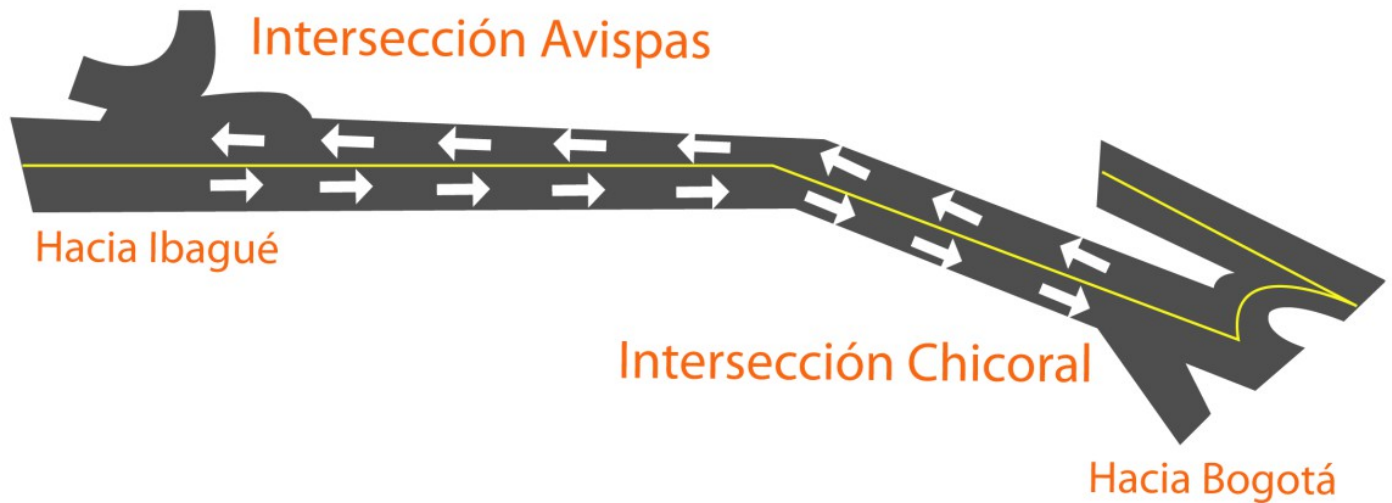 Intersección Avispas
Hacia Ibagué
Intersección Chicoral
Hacia Bogotá